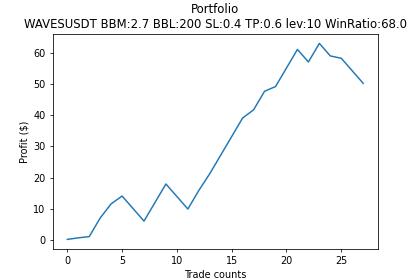 Portfolio
WAVESUSDT BBM:2.7 BBL:200 SL:0.4 TP:0.6 lev:10 WinRatio:68.0
60
50
40
30
20
10
0
Profit ($)
0 5 10 15 20 25
Trade counts